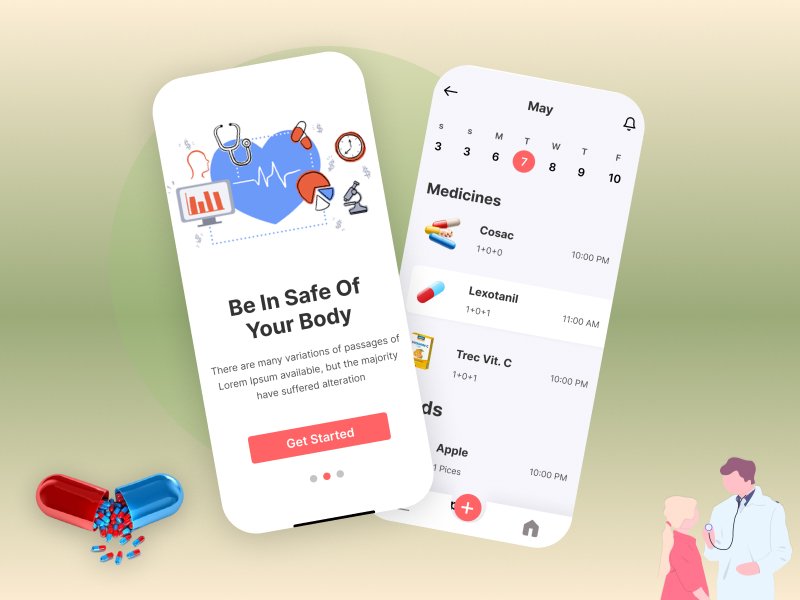 Be In Safe Of
Your Body
There are many variations of passages of
Lorem Ipsum available, but the majority
have suffered alteration
Get Started
May
S S M T W T F
3 3 6 7 8 9 10
Medicines
Cosac
1+0+0
10:00 PM
Lexotanil
1+0+1
11:00 AM
Trec Vit. C
1+0+1
10:00 PM
ds
Apple
1 Pices
10:00 PM